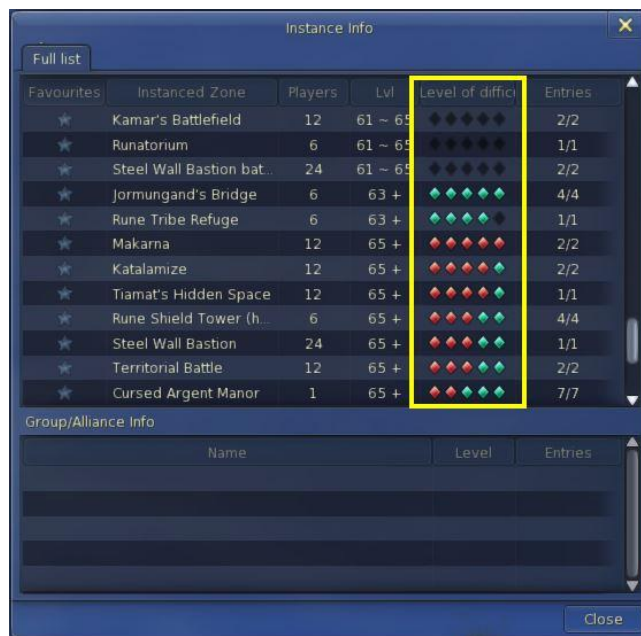 Instance Info
Full list
Favourites Instanced Zone Players Lvl Level of diffic Entries
Kamar's Battlefield 12 61 ~ 65 2/2
Runatorium 6 61 ~ 65 1/1
Steel Wall Bastion bat.. 24 61 ~ 65 2/2
Jormungand's Bridge 6 63 + 4/4
Rune Tribe Refuge 6 63 + 1/1
Makarna 12 65 + 2/2
Katalamize 12 65 + 2/2
Tiamat's Hidden Space 12 65 + 1/1
Rune Shield Tower (h... 6 65 + 4/4
Steel Wall Bastion 24 65 + 1/1
Territorial Battle 12 65 + 2/2
Cursed Argent Manor 1 65 + 7/7
Group/Alliance Info
Name Level Entries
Close